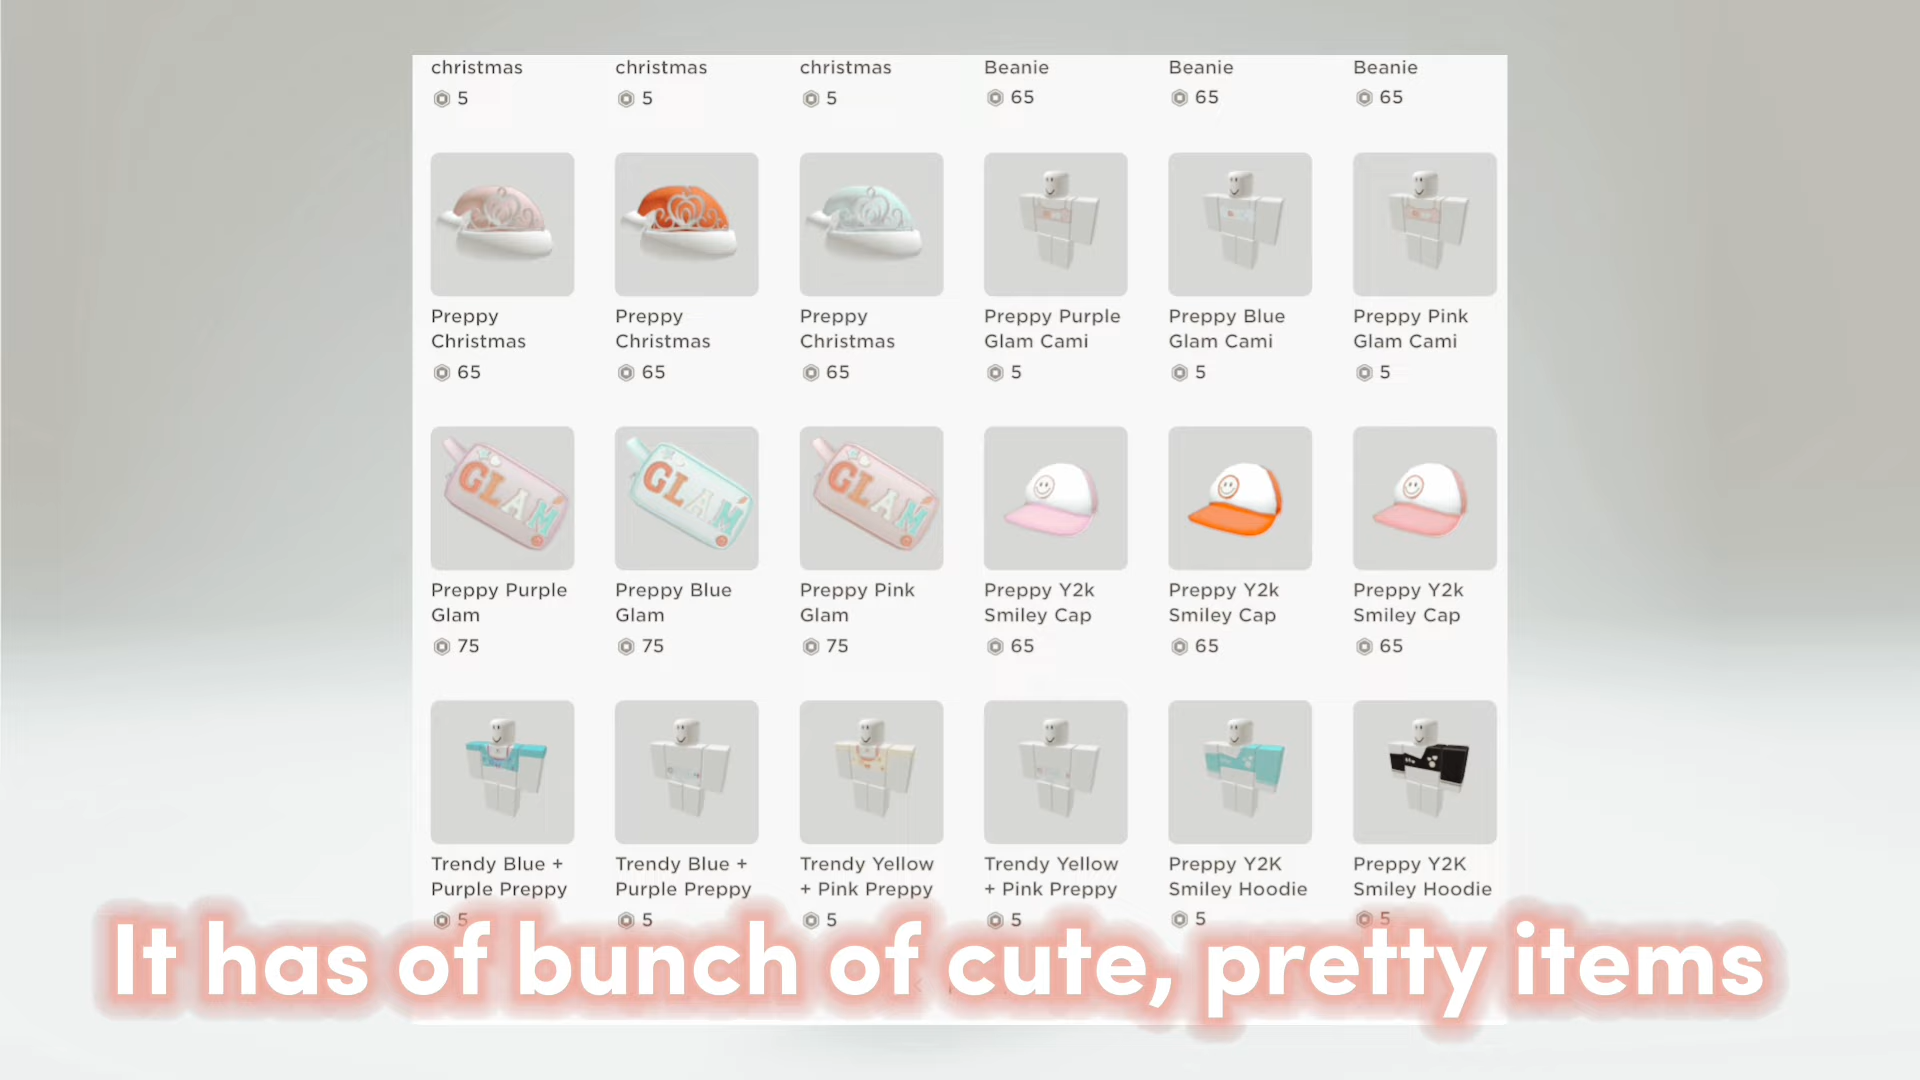 christmas christmas christmas Beanie Beanie Beanie
5 5 5 65 65 65
Preppy Preppy Preppy Preppy Purple Preppy Blue Preppy Pink
Christmas Christmas Christmas Glam Cami Glam Cami Glam Cami
65 65 65 5 5 5
GLAM GLAM GLAM
Preppy Purple Preppy Blue Preppy Pink Preppy Y2k Preppy Y2k Preppy Y2k
Glam Glam Glam Smiley Cap Smiley Cap Smiley Cap
75 75 75 65 65 65
Trendy Blue + Trendy Blue + Trendy Yellow Trendy Yellow Preppy Y2K Preppy Y2K
Purple Preppy Purple Preppy + Pink Preppy + Pink Preppy Smiley Hoodie Smiley Hoodie
5 5 5 5 5 5
It has of bunch of cute, pretty items